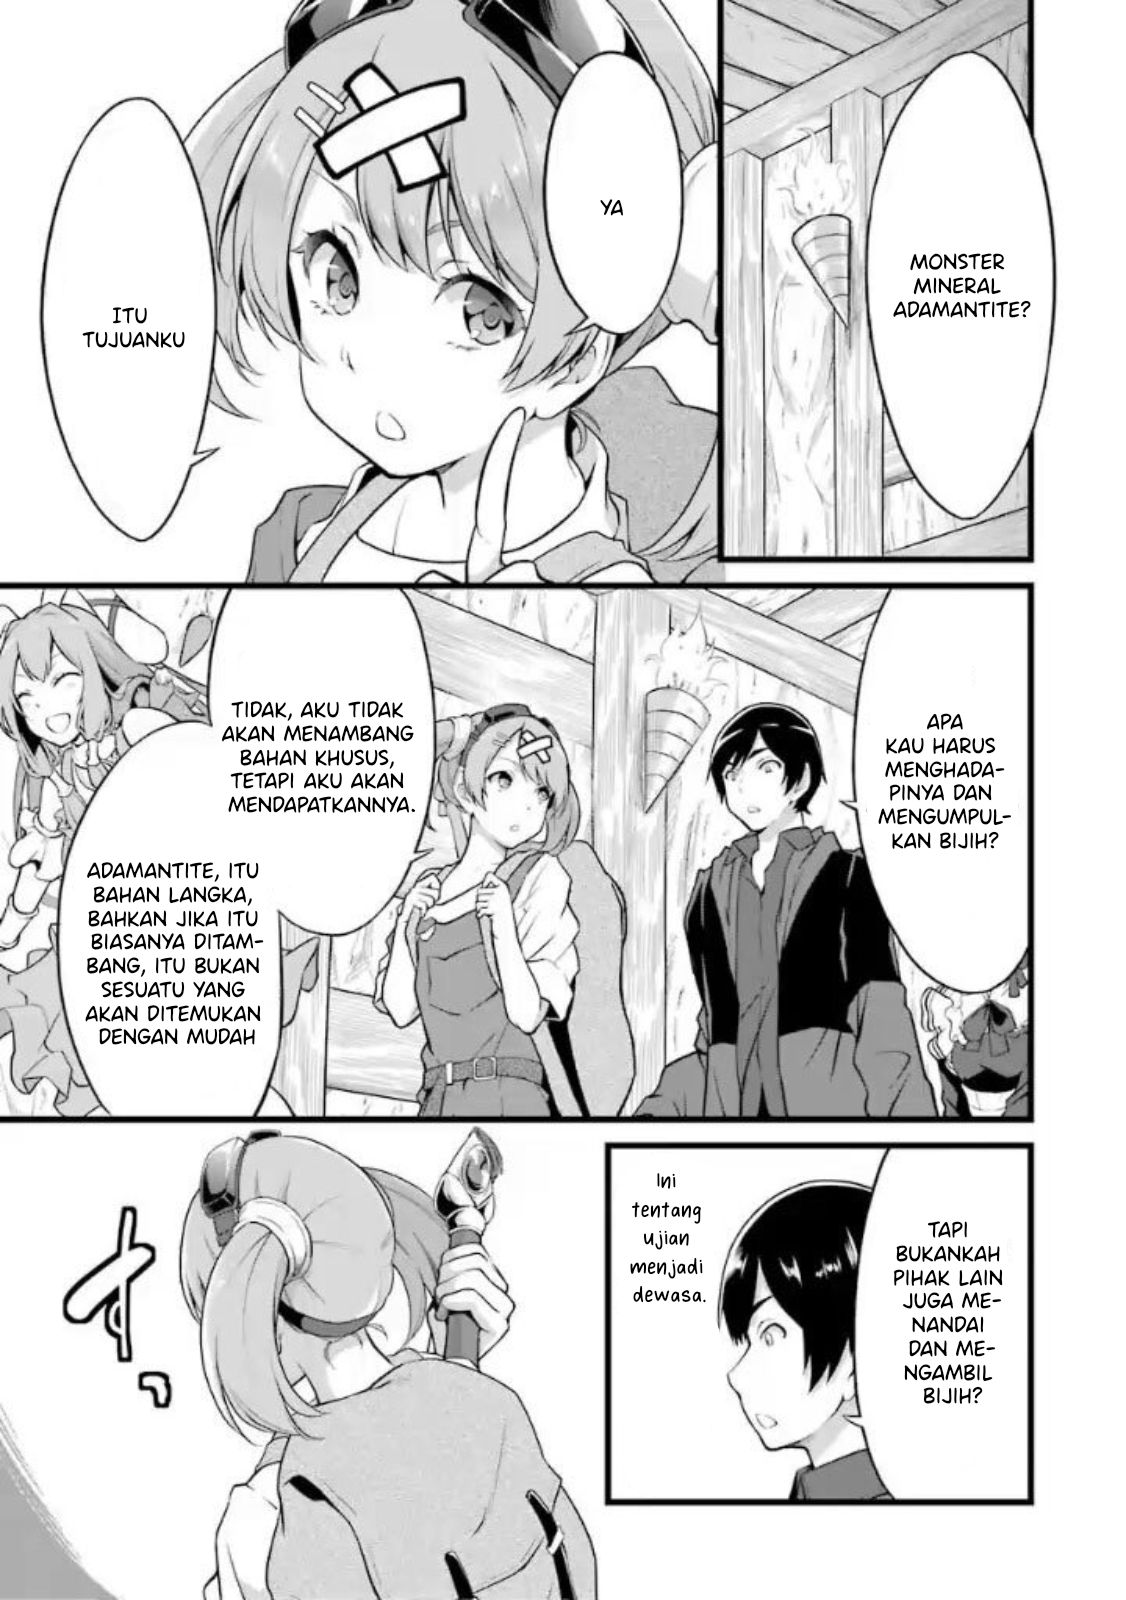 MONSTER
MINERAL
ADAMANTITE?
YA
ITU
TUJUANKU
APA
KAU HARUS
MENGHADA-
PINYA DAN
MENGUMPUL-
KAN BIJIH?
TIDAK, AKU TIDAK
AKAN MENAMBANG
BAHAN KHUSUS,
TETAPI AKU AKAN
MENDAPATKANNYA.
ADAMANTITE, ITU
BAHAN LANGKA,
BAHKAN JIKA ITU
BIASANYA DITAM-
BANG, ITU BUKAN
SESUATU YANG
AKAN DITEMUKAN
DENGAN MUDAH
TAPI
BUKANKAH
PIHAK LAIN
JUGA ME-
NANDAI
DAN ME-
NGAMBIL
BIJIH?
Ini
tentang
ujian
menjadi
dewasa.